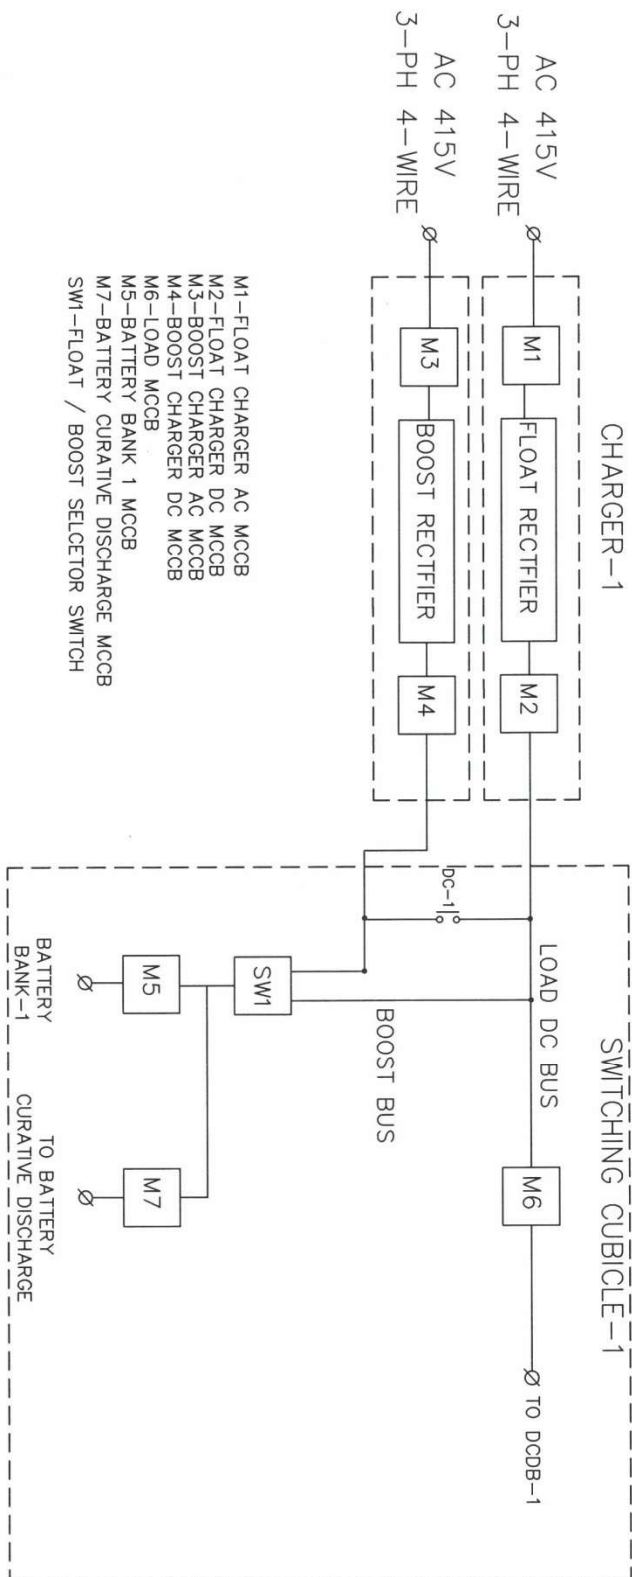 CHARGER-1
SWITCHING CUBICLE-1
AC 415V
3-PH 4-WIRE
M1
FLOAT RECTFIER
M2
LOAD DC BUS
M6
TO DCDB-1
DC-1
AC 415V
3-PH 4-WIRE
M3
BOOST RECTFIER
M4
BOOST BUS
SW1
M5
M7
BATTERY
BANK-1
TO BATTERY
CURATIVE DISCHARGE
M1-FLOAT CHARGER AC MCCB
M2-FLOAT CHARGER DC MCCB
M3-BOOST CHARGER AC MCCB
M4-BOOST CHARGER DC MCCB
M6-LOAD MCCB
M5-BATTERY BANK 1 MCCB
M7-BATTERY CURATIVE DISCHARGE MCCB
SW1-FLOAT / BOOST SELCETOR SWITCH